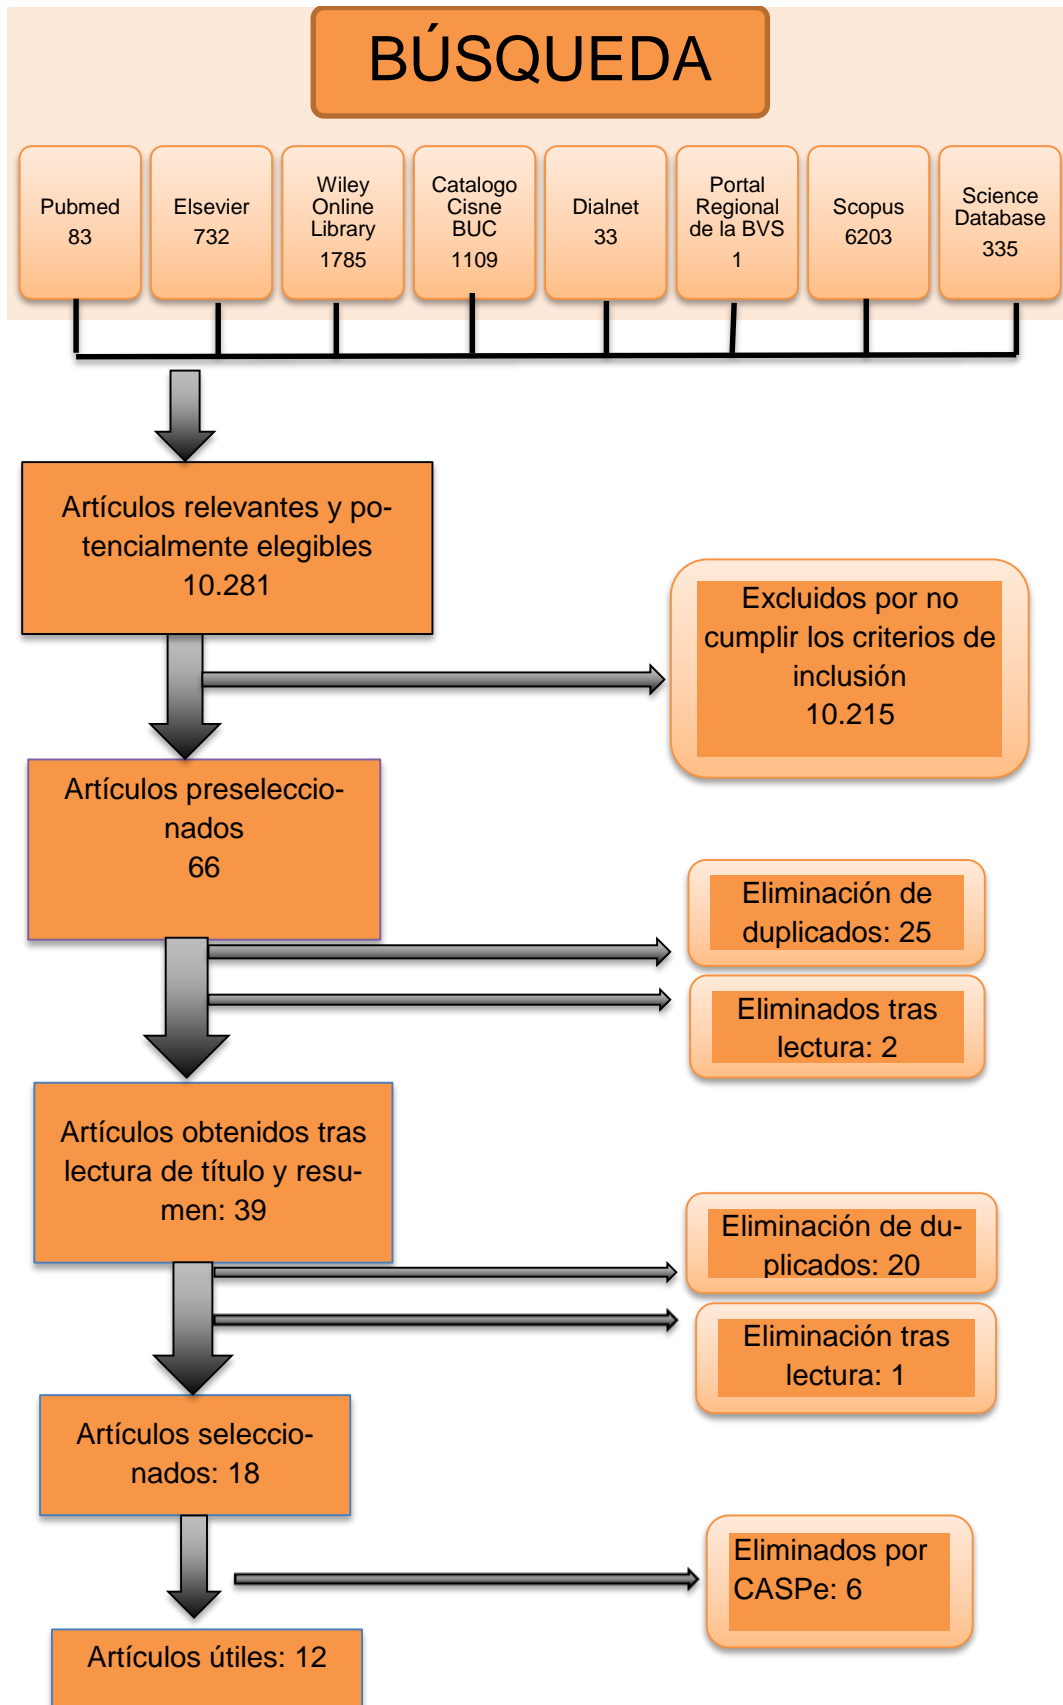 BÚSQUEDA
Pubmed
83
Elsevier
732
Wiley
Online
Library
1785
Catalogo
Cisne
BUC
1109
Dialnet
33
Portal
Regional
de la BVS
1
Scopus
6203
Science
Database
335
Artículos relevantes y po-
tencialmente elegibles
10.281
Excluidos por no
cumplir los criterios de
inclusión
10.215
Artículos preseleccio-
nados
66
Eliminación de
duplicados: 25
Eliminados tras
lectura: 2
Artículos obtenidos tras
lectura de título y resu-
men: 39
Eliminación de du-
plicados: 20
Eliminación tras
lectura: 1
Artículos seleccio-
nados: 18
Eliminados por
CASPe: 6
Artículos útiles: 12